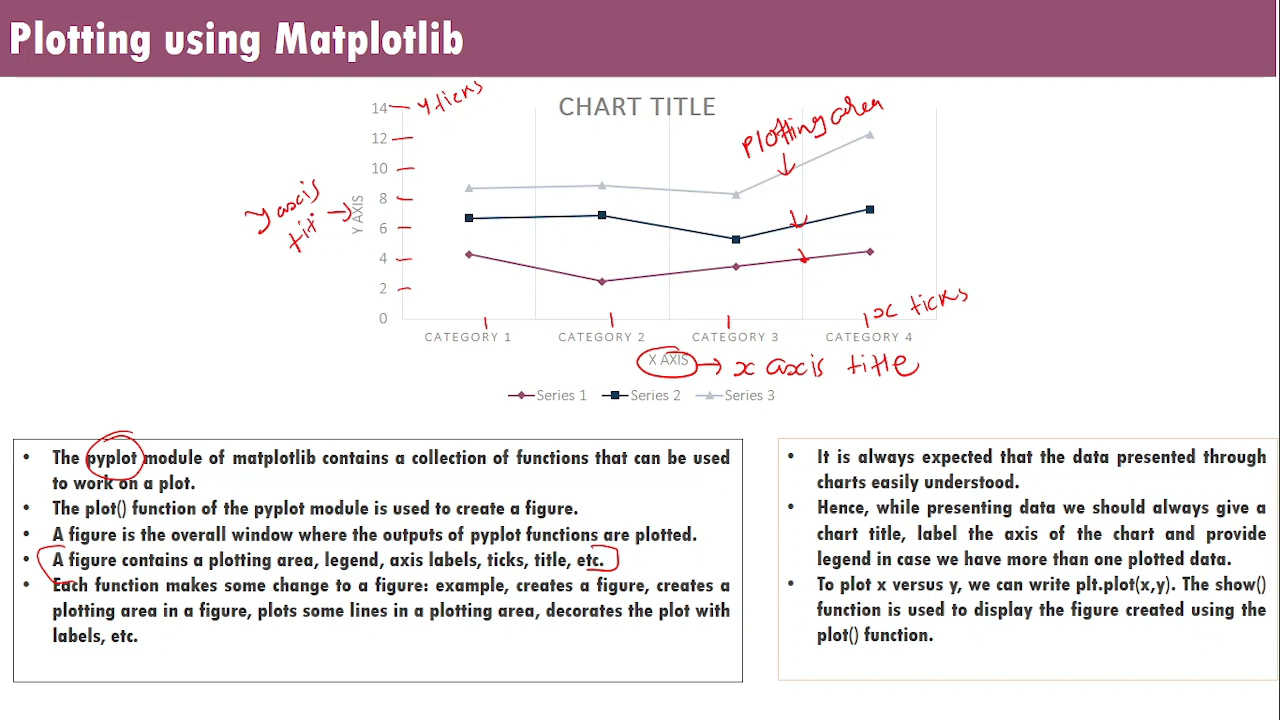 Plotting using Matplotlib
CHART TITLE
14
y ticks
12
10
8
6
4
2
0
Plotting area
y axis
tit
Y AXIS
x ticks
CATEGORY 1 CATEGORY 2 CATEGORY 3 CATEGORY 4
X AXIS
x axis title
Series 1 Series 2 Series 3
• The pyplot module of matplotlib contains a collection of functions that can be used
to work on a plot.
• The plot() function of the pyplot module is used to create a figure.
• A figure is the overall window where the outputs of pyplot functions are plotted.
• A figure contains a plotting area, legend, axis labels, ticks, title, etc.
• Each function makes some change to a figure: example, creates a figure, creates a
plotting area in a figure, plots some lines in a plotting area, decorates the plot with
labels, etc.
• It is always expected that the data presented through
charts easily understood.
• Hence, while presenting data we should always give a
chart title, label the axis of the chart and provide
legend in case we have more than one plotted data.
• To plot x versus y, we can write plt.plot(x,y). The show()
function is used to display the figure created using the
plot() function.